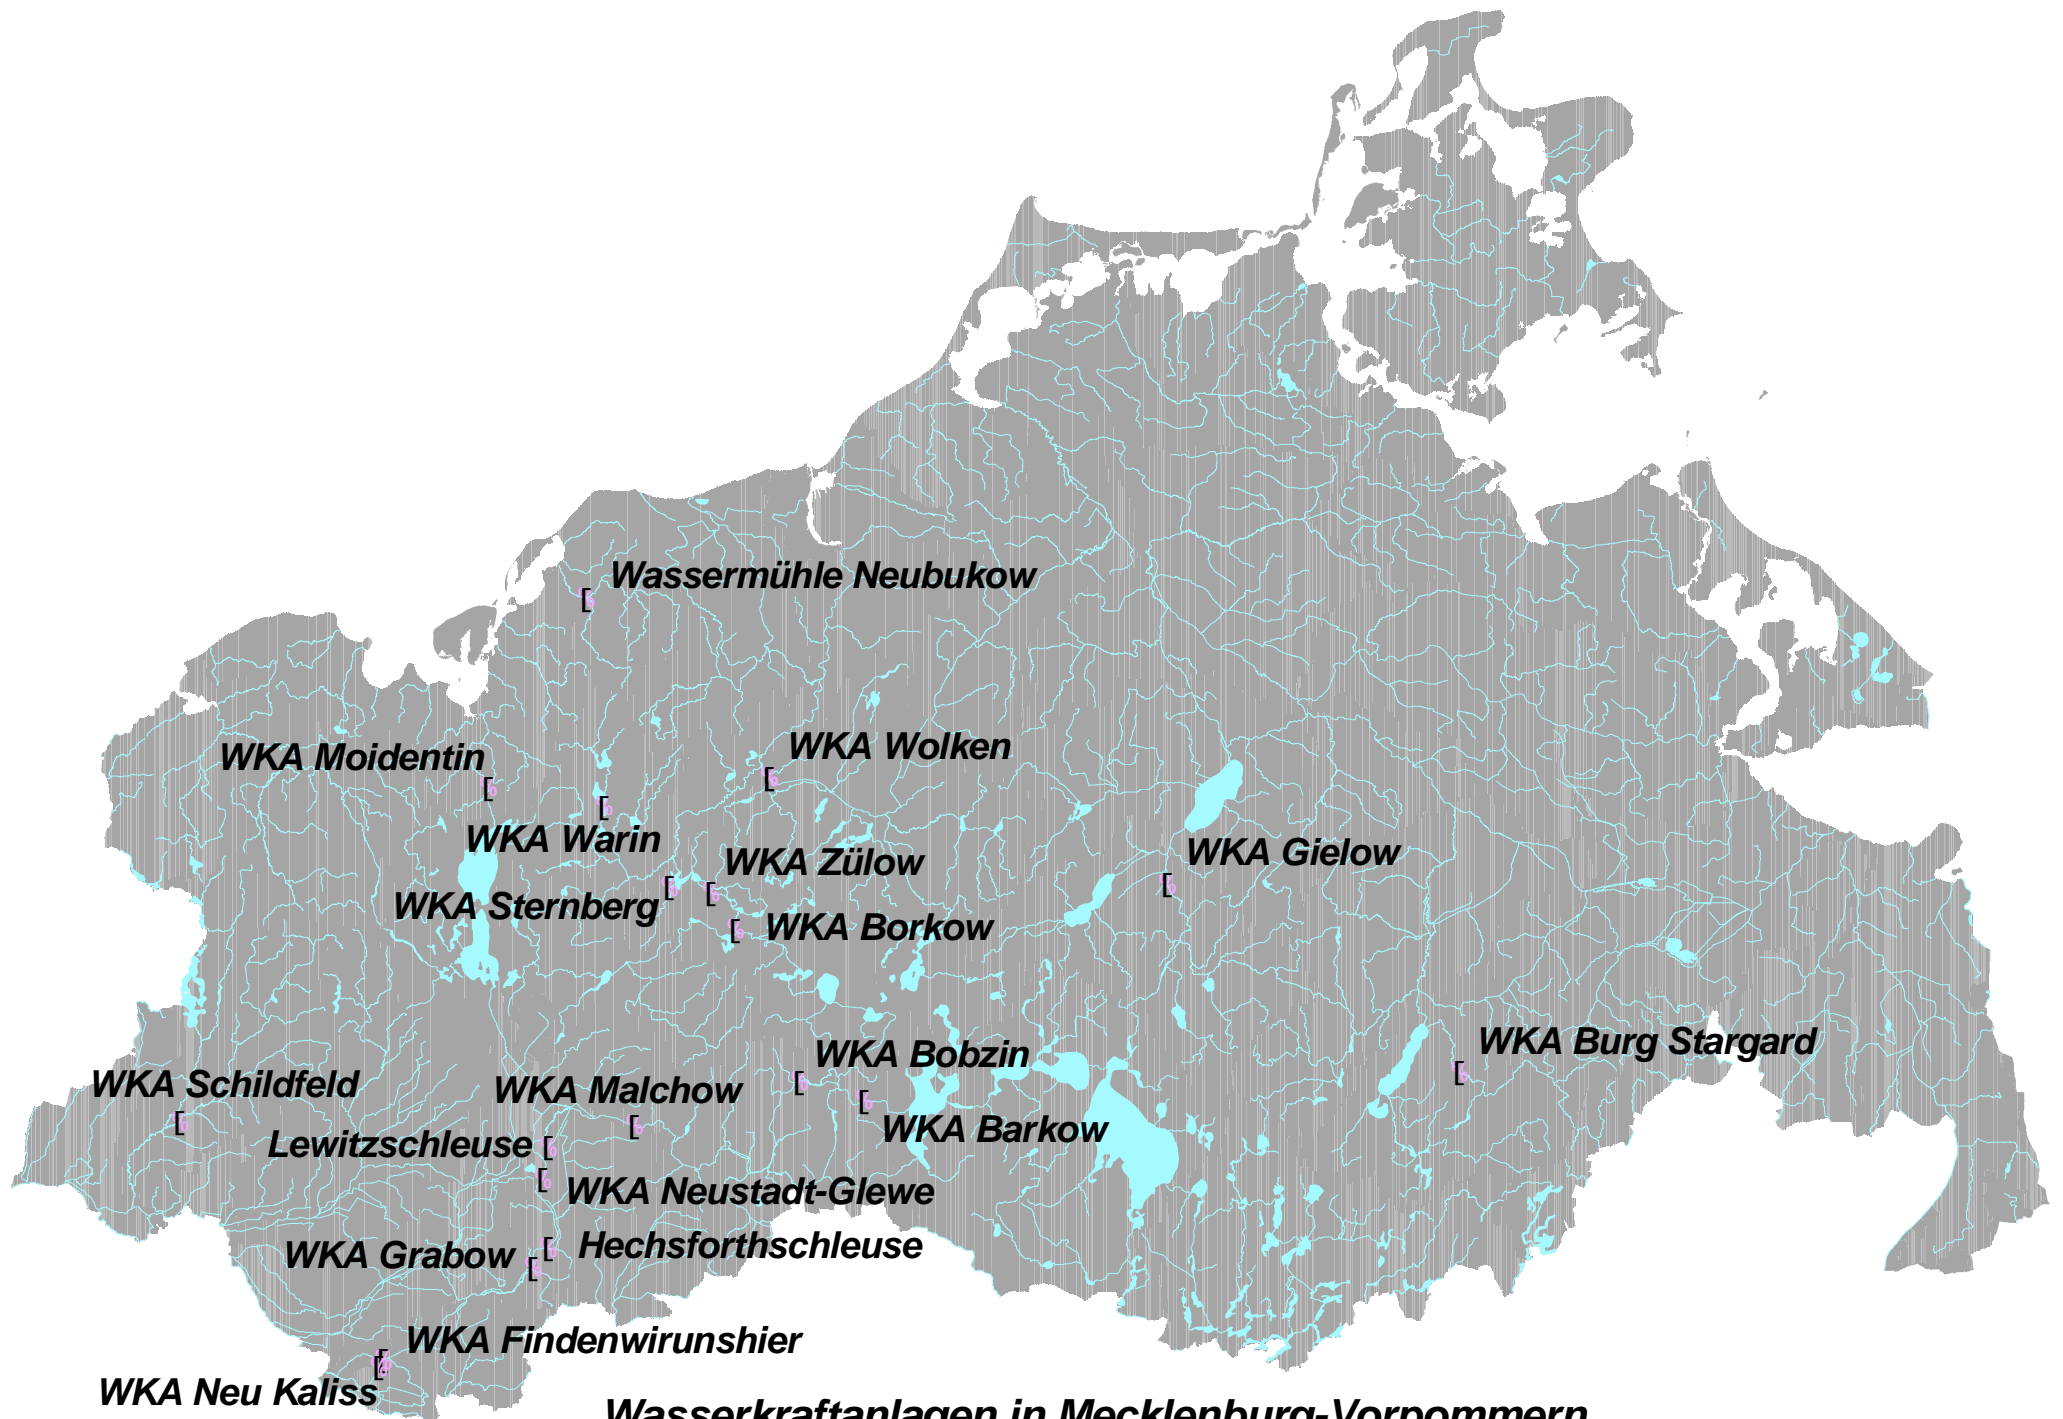 Wassermühle Neubukow
WKA Moidentin
WKA Wolken
WKA Warin
WKA Zülow
WKA Gielow
WKA Sternberg
WKA Borkow
WKA Burg Stargard
WKA Bobzin
WKA Schildfeld
WKA Malchow
WKA Barkow
Lewitzschleuse
WKA Neustadt-Glewe
WKA Grabow
Hechsforthschleuse
WKA Findenwirunshier
WKA Neu Kaliss
Wasserkraftanlagen in Mecklenburg-Vorpommern